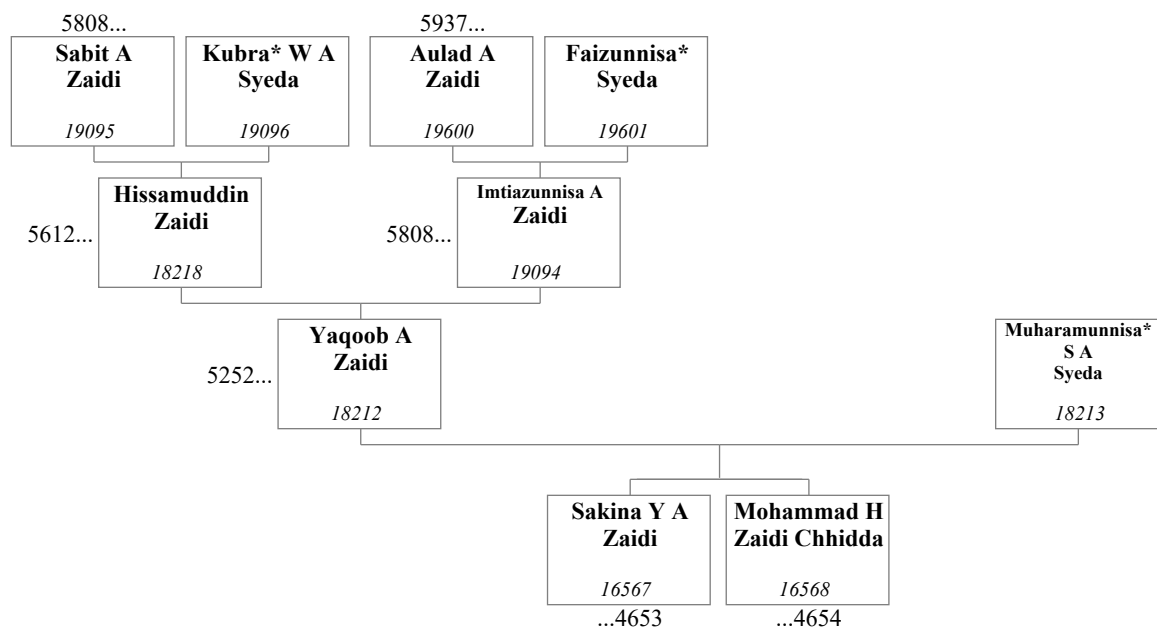 5808...
5937...
Sabit A
Zaidi
19095
Kubra* W A
Syeda
19096
Aulad A
Zaidi
19600
Faizunnisa*
Syeda
19601
5612...
Hissamuddin
Zaidi
18218
5808...
Imtiazunnisa A
Zaidi
19094
5252...
Yaqoob A
Zaidi
18212
Muharamunnisa*
S A
Syeda
18213
Sakina Y A
Zaidi
16567
...4653
Mohammad H
Zaidi Chhidda
16568
...4654